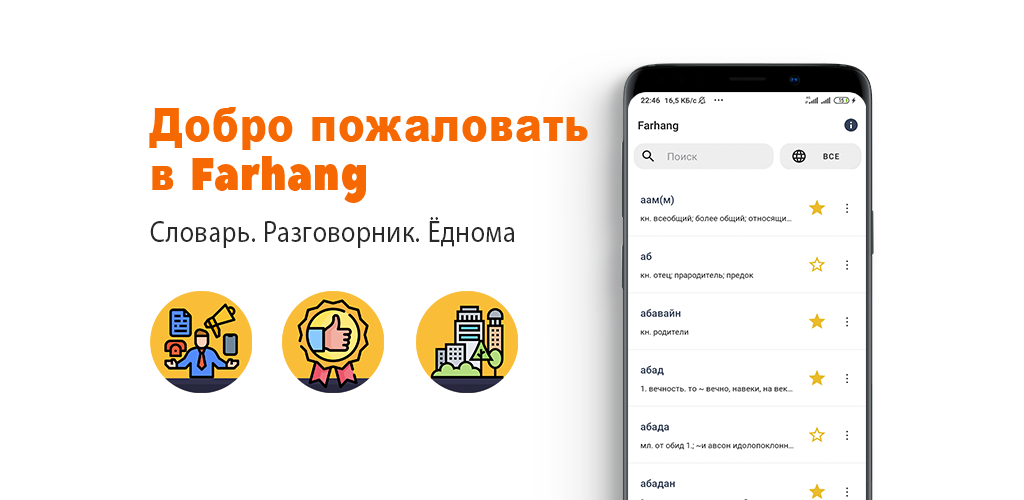 Добро пожаловать
в Farhang
Словарь. Разговорник. Ёднома
22:46 16,5 КБ/с
Farhang
Поиск
ВСЕ
аам(м)
кн. всеобщий; более общий; относящи...
аб
кн. отец; прародитель; предок
абавайн
кн. родители
абад
1. вечность. то ~ вечно, навеки, на век...
абада
мл. от обид 1.; ~и авсон идолопоклонн...
абадан